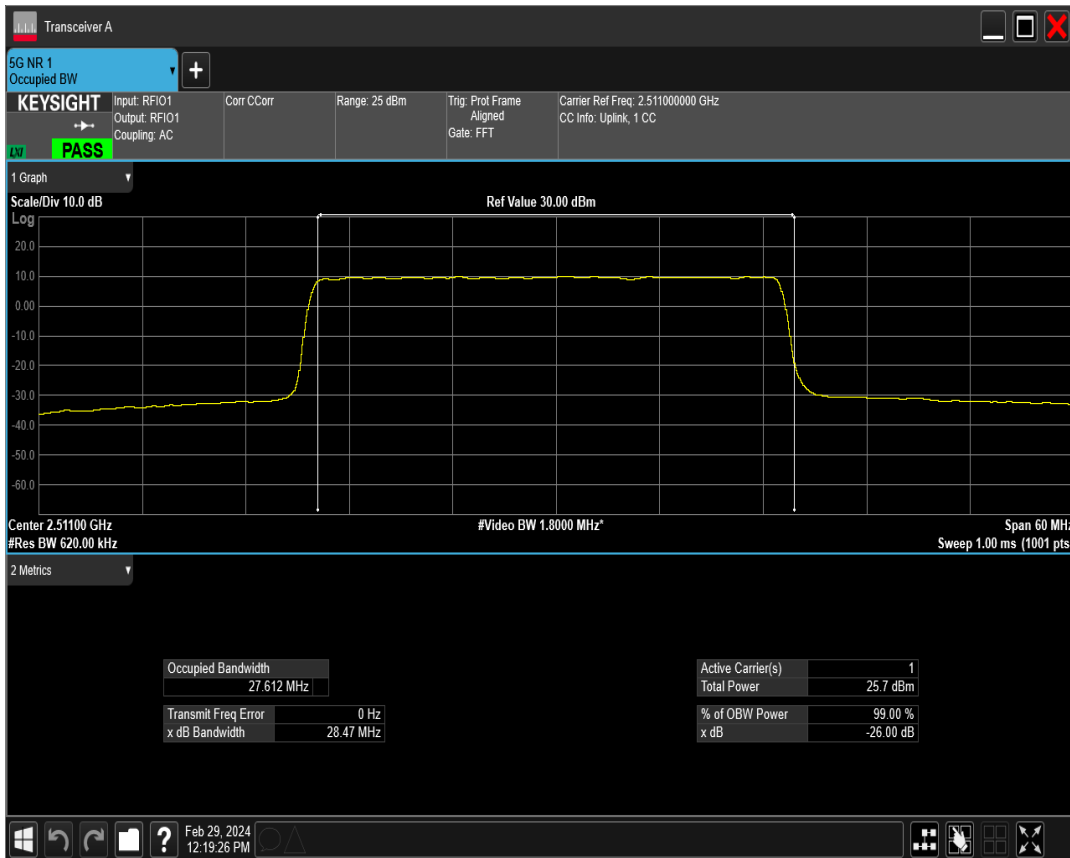 Transceiver A
5G NR 1
Occupied BW
+
KEYSIGHT
LXI
PASS
Input: RFIO1
Output: RFIO1
Coupling: AC
Corr CCorr
Range: 25 dBm
Trig: Prot Frame
Aligned
Gate: FFT
Carrier Ref Freq: 2.511000000 GHz
CC Info: Uplink, 1 CC
1 Graph
Scale/Div 10.0 dB
Ref Value 30.00 dBm
Log
20.0
10.0
0.00
-10.0
-20.0
-30.0
-40.0
-50.0
-60.0
Center 2.51100 GHz
#Video BW 1.8000 MHz*
Span 60 MHz
#Res BW 620.00 kHz
Sweep 1.00 ms (1001 pts
2 Metrics
Occupied Bandwidth
27.612 MHz
Transmit Freq Error 0 Hz
x dB Bandwidth 28.47 MHz
Active Carrier(s) 1
Total Power 25.7 dBm
% of OBW Power 99.00 %
x dB -26.00 dB
?
Feb 29, 2024
12:19:26 PM